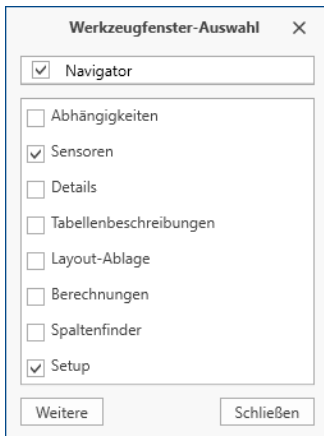 Werkzeugfenster-Auswahl
Navigator
Abhängigkeiten
Sensoren
Details
Tabellenbeschreibungen
Layout-Ablage
Berechnungen
Spaltenfinder
Setup
Weitere Schließen